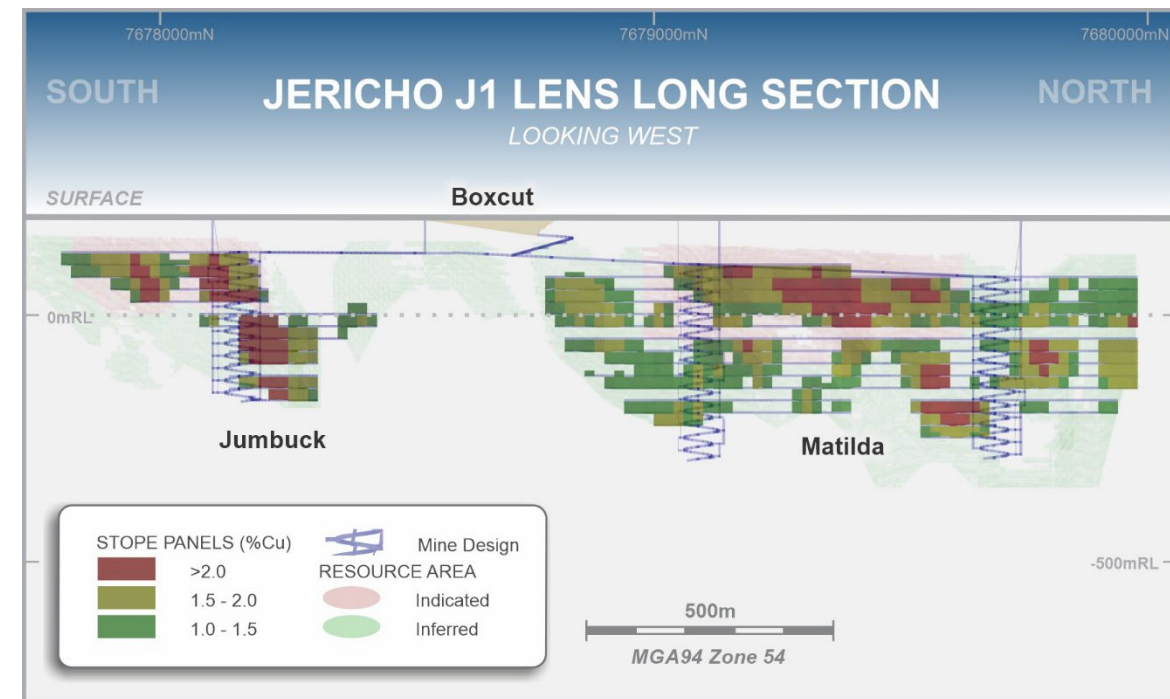 7678000mN 7679000mN 7680000mN
SOUTH JERICHO J1 LENS LONG SECTION NORTH
LOOKING WEST
SURFACE
Boxcut
0mRL
Jumbuck
Matilda
STOPE PANELS (%Cu)
>2.0
1.5 - 2.0
1.0 - 1.5
Mine Design
RESOURCE AREA
Indicated
Inferred
-500mRL
500m
MGA94 Zone 54